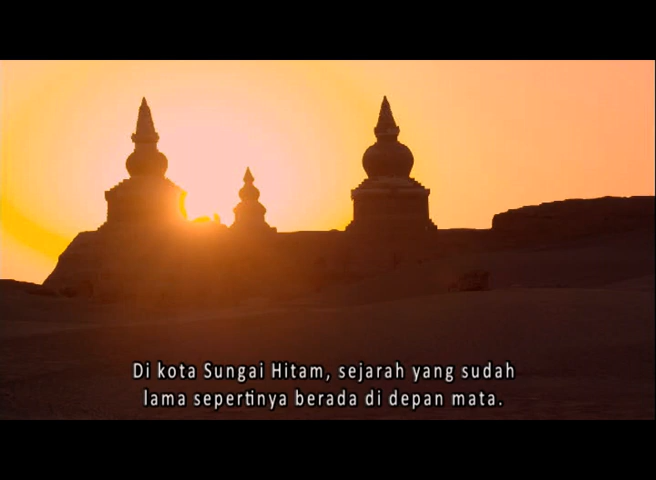 Di kota Sungai Hitam, sejarah yang sudah
lama sepertinya berada di depan mata.